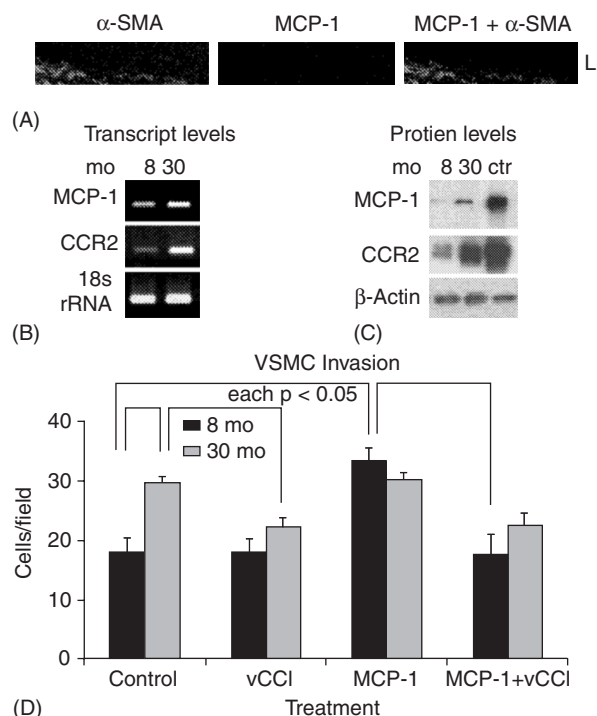 α-SMA MCP-1 MCP-1 + α-SMA
L
(A)
Transcript levels
mo 8 30
MCP-1
CCR2
18s
rRNA
(B)
Protien levels
mo 8 30 ctr
MCP-1
CCR2
β-Actin
(C)
VSMC Invasion
each p < 0.05
8 mo
30 mo
Cells/field
40
30
20
10
0
Control vCCI MCP-1 MCP-1+vCCI
(D)
Treatment